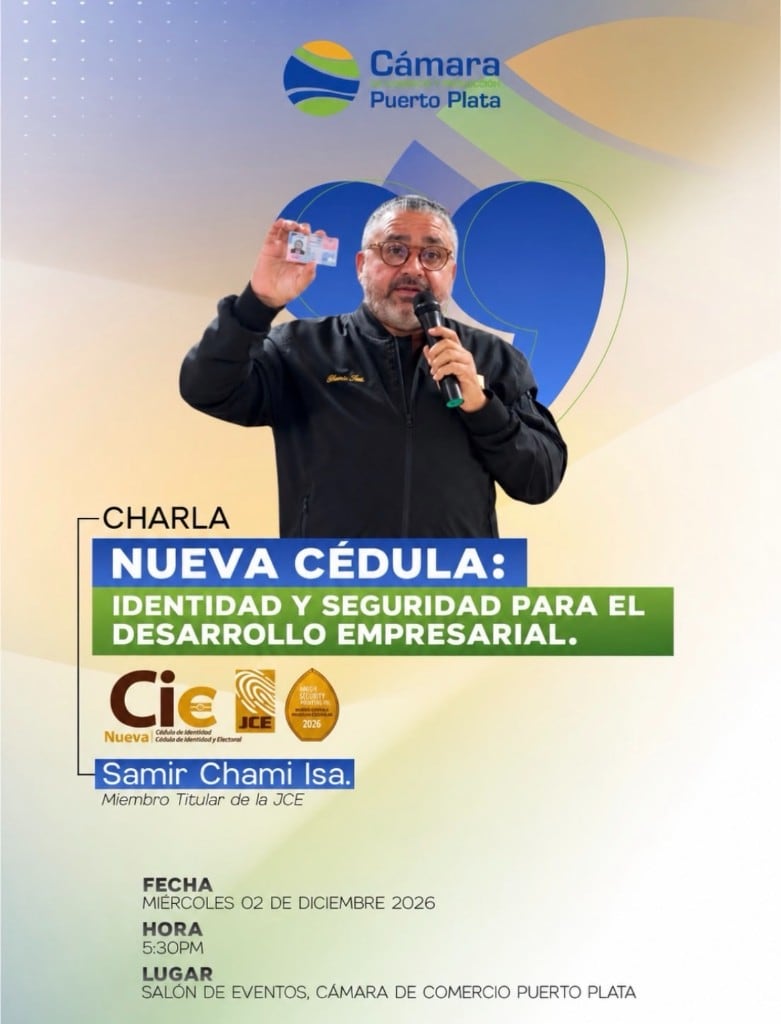 Cámara
Puerto Plata
CHARLA
NUEVA CÉDULA:
IDENTIDAD Y SEGURIDAD PARA EL
DESARROLLO EMPRESARIAL.
Cie
JCE
2026
Nueva
Cédula de Identidad
Cédula de Identidad y Electoral
Samir Chami Isa.
Miembro Titular de la JCE
FECHA
MIÉRCOLES 02 DE DICIEMBRE 2026
HORA
5:30PM
LUGAR
SALÓN DE EVENTOS, CÁMARA DE COMERCIO PUERTO PLATA